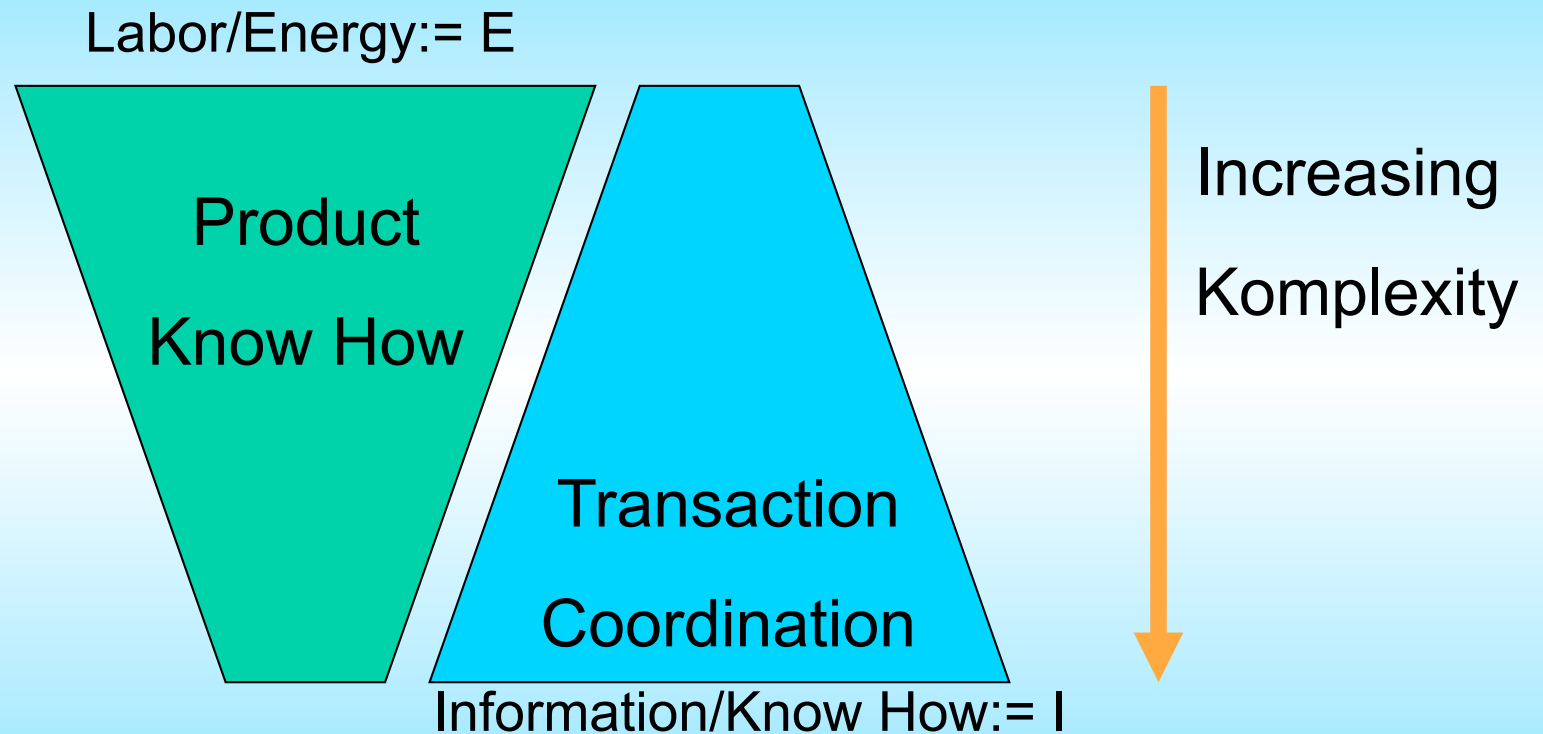 Labor/Energy:= E
Product
Know How
Transaction
Coordination
Information/Know How:= I
Increasing
Komplexity